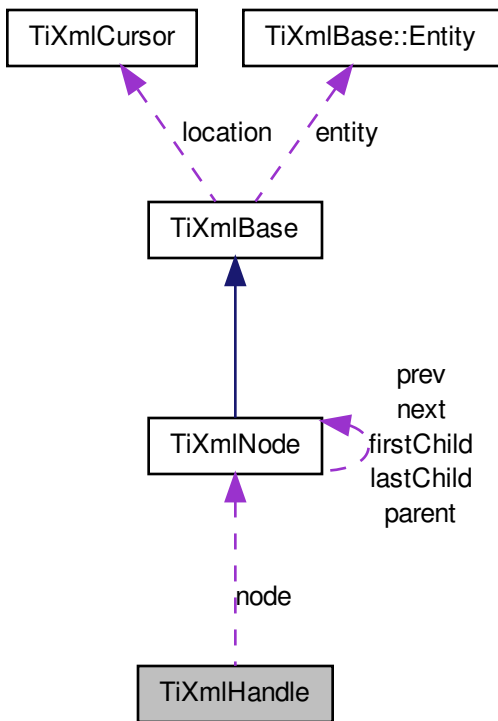 TiXmlCursor
TiXmlBase::Entity
location
entity
TiXmlBase
prev
next
firstChild
lastChild
parent
TiXmlNode
node
TiXmlHandle